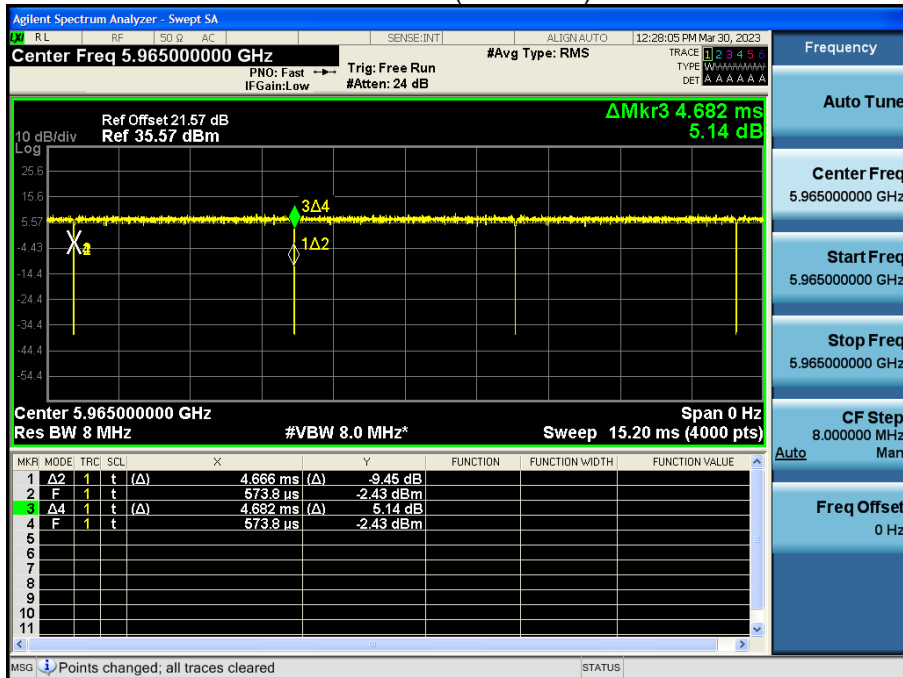 Agilent Spectrum Analyzer - Swept SA
LXI RL RF 50 Ω AC SENSE:INT ALIGN AUTO 12:28:05 PM Mar 30, 2023
Center Freq 5.965000000 GHz
PNO: Fast
IFGain:Low
Trig: Free Run
#Atten: 24 dB
#Avg Type: RMS
TRACE 1 2 3 4 5 6
TYPE WWWWWW
DET A A A A A A
ΔMkr3 4.682 ms
5.14 dB
Ref Offset 21.57 dB
10 dB/div Ref 35.57 dBm
Log
25.6
15.6
5.57
-4.43
-14.4
-24.4
-34.4
-44.4
-54.4
3Δ4
1Δ2
Center 5.965000000 GHz Span 0 Hz
Res BW 8 MHz #VBW 8.0 MHz* Sweep 15.20 ms (4000 pts)
MKR MODE TRC SCL X Y FUNCTION FUNCTION WIDTH FUNCTION VALUE
1 Δ2 1 t (Δ) 4.666 ms (Δ) -9.45 dB
2 F 1 t 573.8 µs -2.43 dBm
3 Δ4 1 t (Δ) 4.682 ms (Δ) 5.14 dB
4 F 1 t 573.8 µs -2.43 dBm
5
6
7
8
9
10
11
MSG Points changed; all traces cleared STATUS
Frequency
Auto Tune
Center Freq
5.965000000 GHz
Start Freq
5.965000000 GHz
Stop Freq
5.965000000 GHz
CF Step
8.000000 MHz
Auto Man
Freq Offset
0 Hz